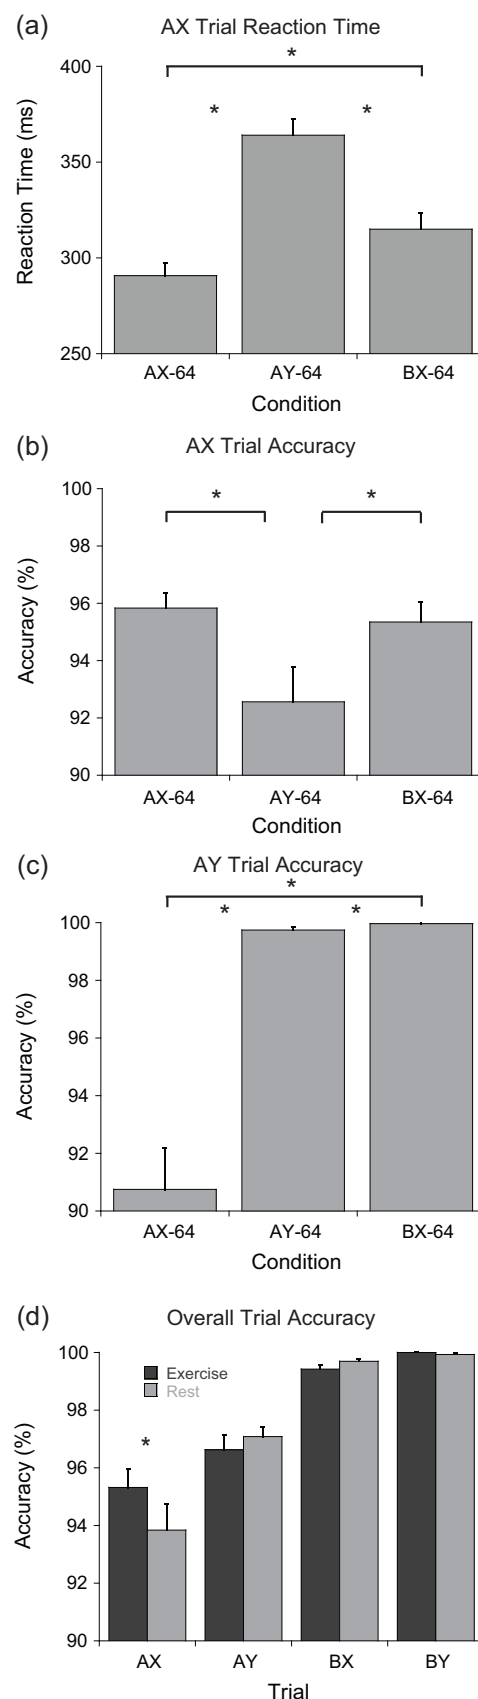 (a)
AX Trial Reaction Time
*
* *
400
350
300
250
Reaction Time (ms)
AX-64 AY-64 BX-64
Condition
(b)
AX Trial Accuracy
* *
100
98
96
94
92
90
Accuracy (%)
AX-64 AY-64 BX-64
Condition
(c)
AY Trial Accuracy
*
* *
100
98
96
94
92
90
Accuracy (%)
AX-64 AY-64 BX-64
Condition
(d)
Overall Trial Accuracy
Exercise
Rest
*
100
98
96
94
92
90
Accuracy (%)
AX AY BX BY
Trial